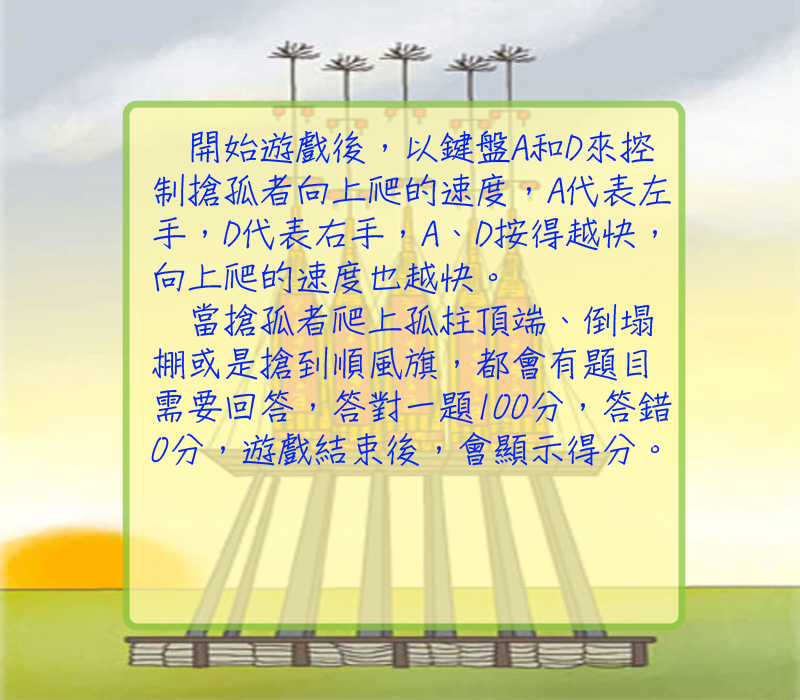 開始遊戲後，以鍵盤A和D來控
制搶孤者向上爬的速度，A代表左
手，D代表右手，A、D按得越快，
向上爬的速度也越快。
當搶孤者爬上孤柱頂端、倒塌
棚或是搶到順風旗，都會有題目
需要回答，答對一題100分，答錯
0分，遊戲結束後，會顯示得分。